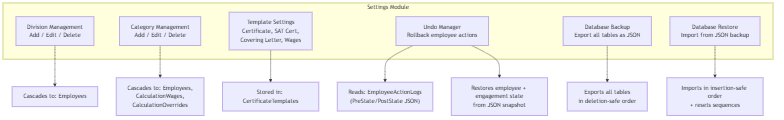 Settings Module
Division Management
Add / Edit / Delete
Category Management
Add / Edit / Delete
Template Settings
Certificate, SAT Cert,
Covering Letter, Wages
Undo Manager
Rollback employee actions
Database Backup
Export all tables as JSON
Database Restore
Import from JSON backup
Cascades to: Employees
Cascades to: Employees,
CalculationWages,
CalculationOverrides
Stored in:
CertificateTemplates
Reads: EmployeeActionLogs
(PreState/PostState JSON)
Restores employee +
engagement state
from JSON snapshot
Exports all tables
in deletion-safe order
Imports in insertion-safe
order
+ resets sequences